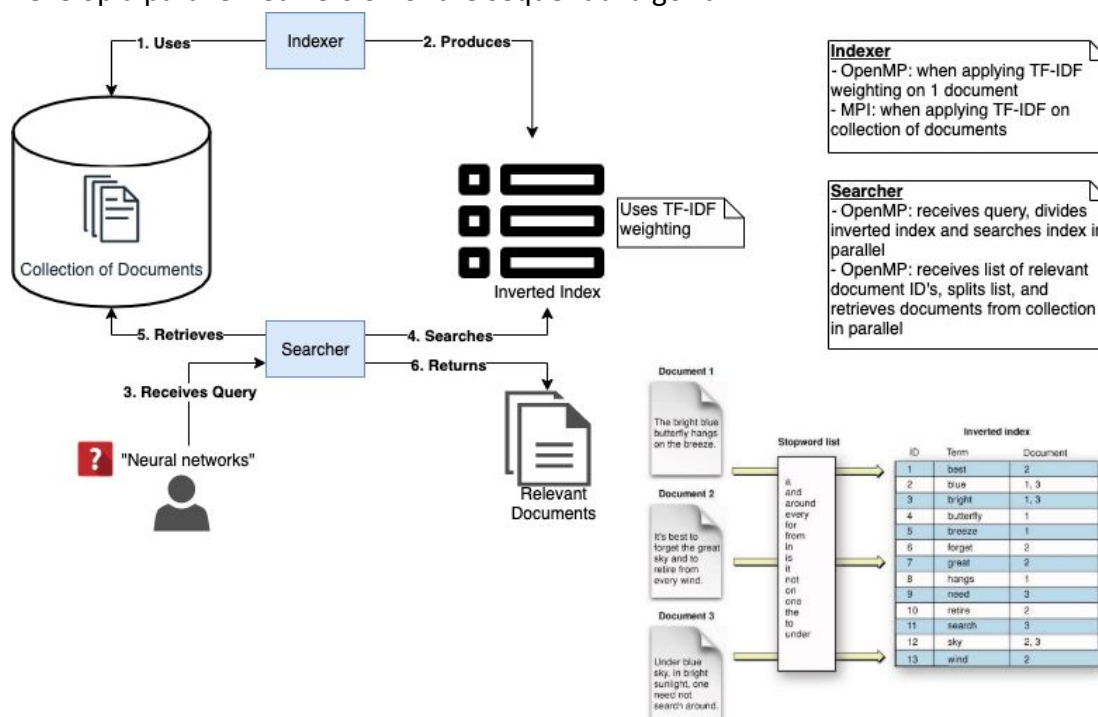 1. Uses
Indexer
2. Produces
Indexer
- OpenMP: when applying TF-IDF
weighting on 1 document
- MPI: when applying TF-IDF on
collection of documents
Collection of Documents
Uses TF-IDF
weighting
Inverted Index
Searcher
- OpenMP: receives query, divides
inverted index and searches index in
parallel
- OpenMP: receives list of relevant
document ID's, splits list, and
retrieves documents from collection
in parallel
5. Retrieves
Searcher
4. Searches
6. Returns
3. Receives Query
"Neural networks"
Relevant
Documents
Document 1
The bright blue
butterfly hangs
on the breeze.
Document 2
It's best to
forget the great
sky and to
retire from
every wind.
Document 3
Under blue
sky, in bright
sunlight, one
need not
search around.
Stopword list
a
and
around
every
for
from
in
is
it
not
on
one
the
to
under
Inverted index
ID Term Document
1 best 2
2 blue 1, 3
3 bright 1, 3
4 butterfly 1
5 breeze 1
6 forget 2
7 great 2
8 hangs 1
9 need 3
10 retire 2
11 search 3
12 sky 2, 3
13 wind 2